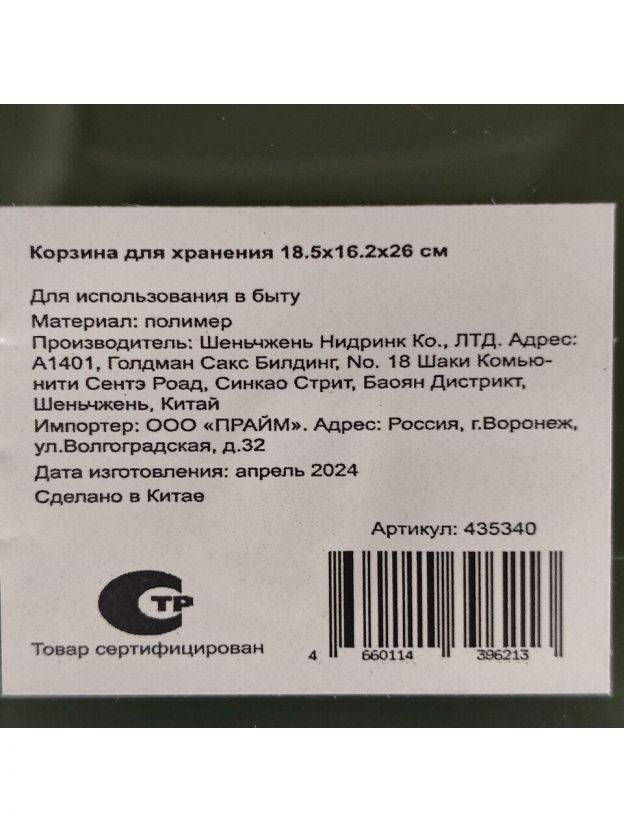 Корзина для хранения 18.5х16.2х26 см
Для использования в быту
Материал: полимер
Производитель: Шеньчжень Нидринк Ко., ЛТД. Адрес:
А1401, Голдман Сакс Билдинг, No. 18 Шаки Комью-
нити Сентэ Роад, Синкао Стрит, Баоян Дистрикт,
Шеньчжень, Китай
Импортер: ООО «ПРАЙМ». Адрес: Россия, г.Воронеж,
ул.Волгоградская, д.32
Дата изготовления: апрель 2024
Сделано в Китае
Артикул: 435340
СТР
Товар сертифицирован
4 660114 396213